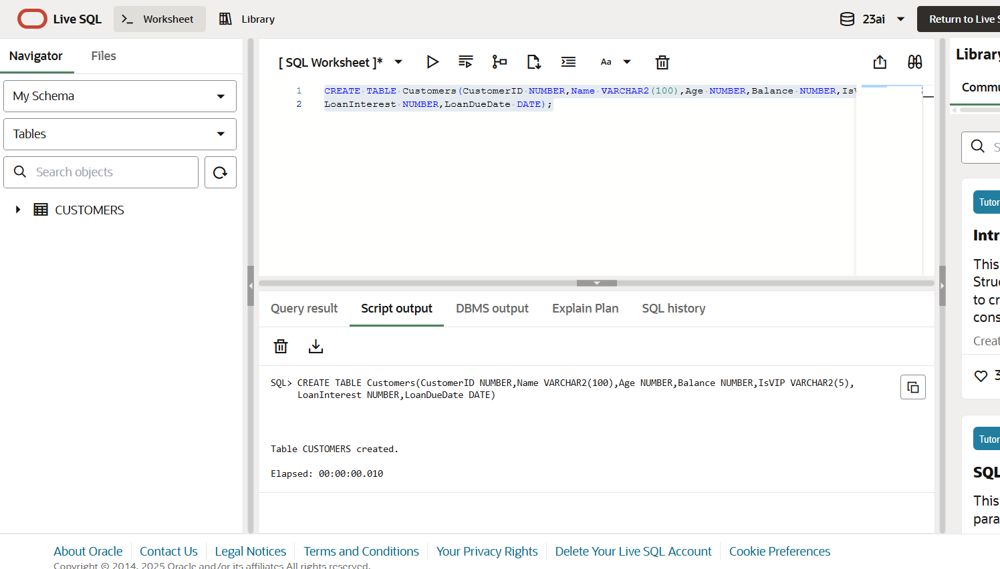 Live SQL
Worksheet
Library
23ai
Return to Live S
Navigator
Files
My Schema
Tables
Search objects
CUSTOMERS
[ SQL Worksheet ]*
Aa
1 CREATE TABLE Customers(CustomerID NUMBER,Name VARCHAR2(100),Age NUMBER,Balance NUMBER,IsV
2 LoanInterest NUMBER,LoanDueDate DATE);
Query result
Script output
DBMS output
Explain Plan
SQL history
SQL> CREATE TABLE Customers(CustomerID NUMBER,Name VARCHAR2(100),Age NUMBER,Balance NUMBER,IsVIP VARCHAR2(5),
LoanInterest NUMBER,LoanDueDate DATE)
Table CUSTOMERS created.
Elapsed: 00:00:00.010
Library
Commu
S
Tutor
Intr
This
Struc
to cr
cons
Creat
3
Tutor
SQL
This
para
About Oracle
Contact Us
Legal Notices
Terms and Conditions
Your Privacy Rights
Delete Your Live SQL Account
Cookie Preferences
Copyright © 2014, 2025 Oracle and/or its affiliates All rights reserved.